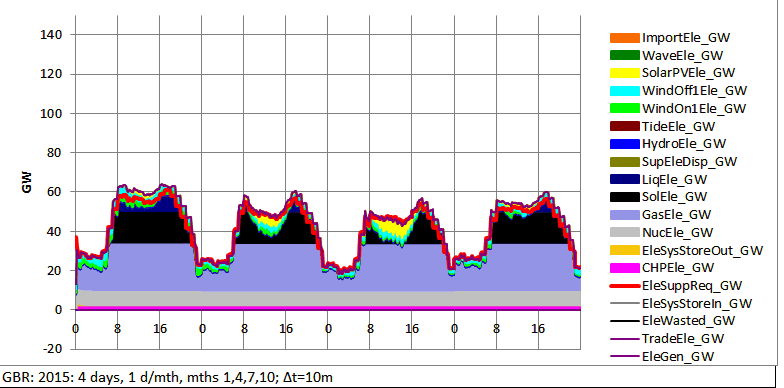 140
120
100
80
60
40
20
0
-20
GW
0 8 16 0 8 16 0 8 16 0 8 16
ImportEle_GW
WaveEle_GW
SolarPVEle_GW
WindOff1Ele_GW
WindOn1Ele_GW
TideEle_GW
HydroEle_GW
SupEleDisp_GW
LiqEle_GW
SolEle_GW
GasEle_GW
NucEle_GW
EleSysStoreOut_GW
CHPEle_GW
EleSuppReq_GW
EleSysStoreIn_GW
EleWasted_GW
TradeEle_GW
EleGen_GW
GBR: 2015: 4 days, 1 d/mth, mths 1,4,7,10; Δt=10m